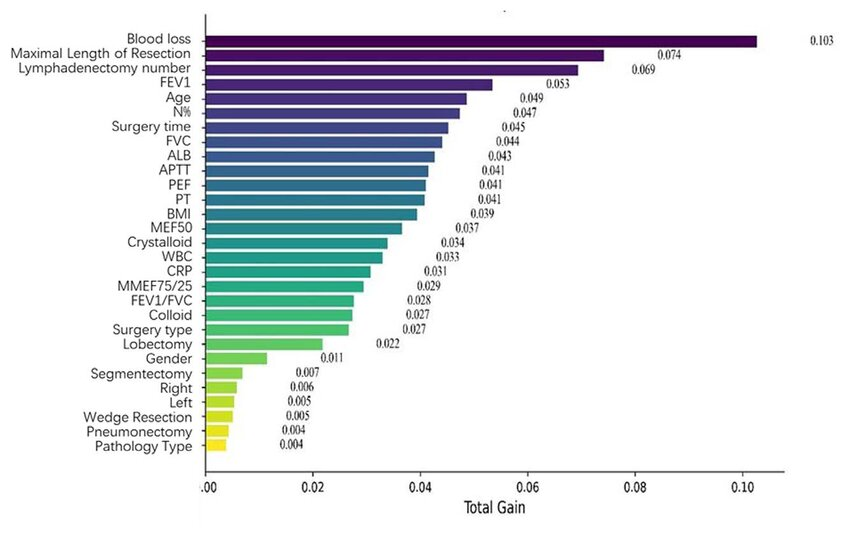 Blood loss 0.103
Maximal Length of Resection 0.074
Lymphadenectomy number 0.069
FEV1 0.053
Age 0.049
N% 0.047
Surgery time 0.045
FVC 0.044
ALB 0.043
APTT 0.041
PEF 0.041
PT 0.041
BMI 0.039
MEF50 0.037
Crystalloid 0.034
WBC 0.033
CRP 0.031
MMEF75/25 0.029
FEV1/FVC 0.028
Colloid 0.027
Surgery type 0.027
Lobectomy 0.022
Gender 0.011
Segmentectomy 0.007
Right 0.006
Left 0.005
Wedge Resection 0.005
Pneumonectomy 0.004
Pathology Type 0.004
.00 0.02 0.04 0.06 0.08 0.10
Total Gain